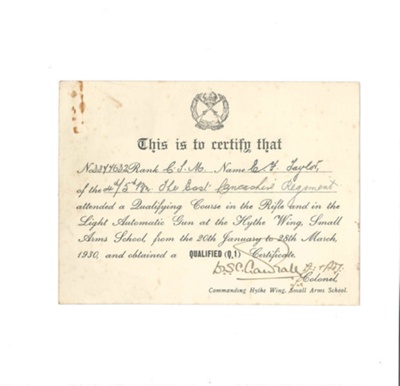 This is to certify that
No. 3374632 Rank C.S.M. Name E. V. Taylor,
of the 4/5th Bn The East Lancashire Regiment
attended a Qualifying Course in the Rifle and in the
Light Automatic Gun at the Hythe Wing, Small
Arms School, from the 20th January to 28th March,
1930, and obtained a QUALIFIED (Q.1) Certificate.
for Colonel,
Commanding Hythe Wing, Small Arms School.